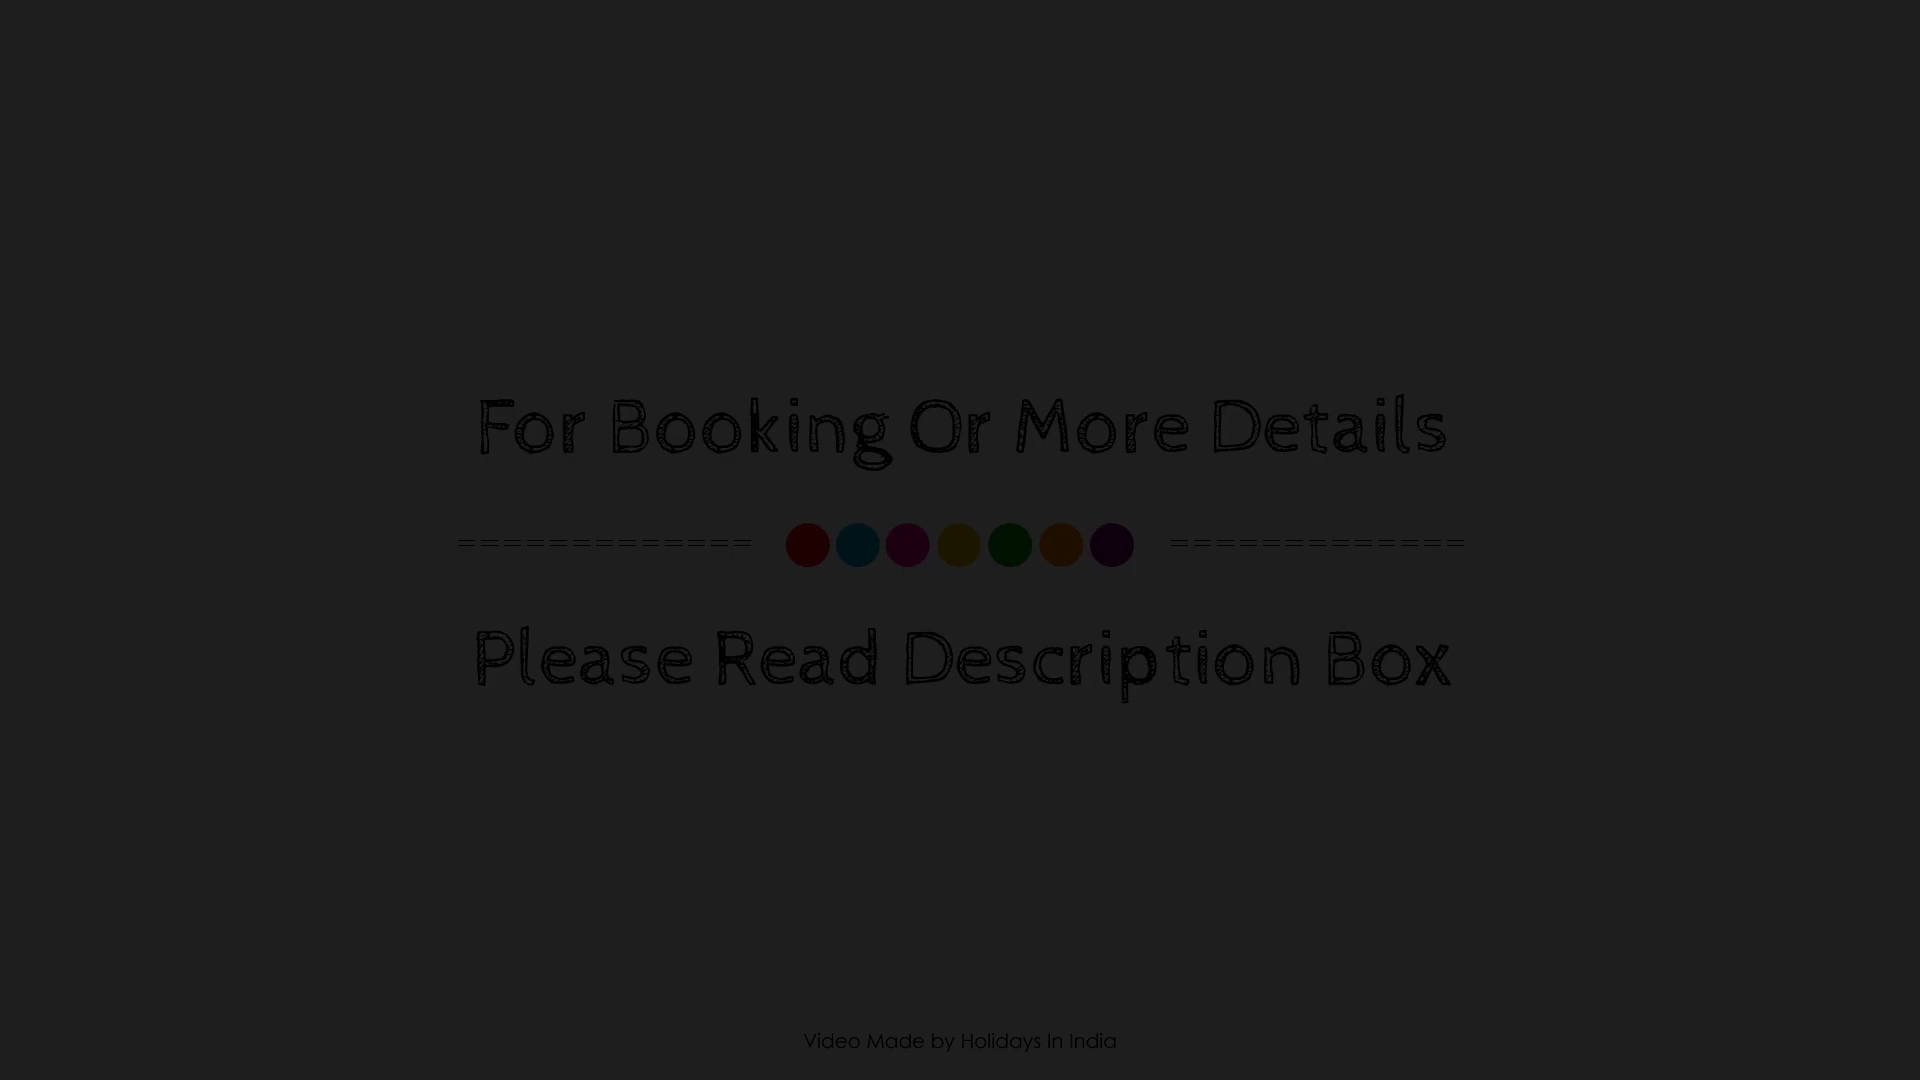 For Booking Or More Details
============= =============
Please Read Description Box
Video Made by Holidays In India